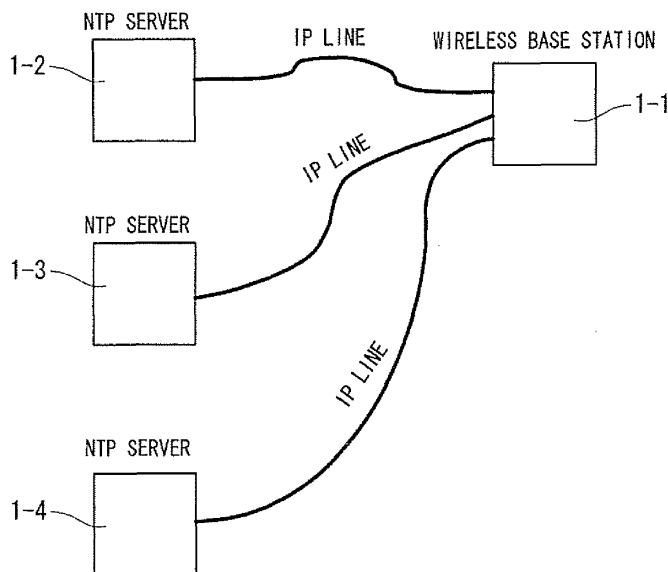 NTP SERVER
IP LINE
WIRELESS BASE STATION
1-2
1-1
IP LINE
NTP SERVER
1-3
IP LINE
NTP SERVER
1-4